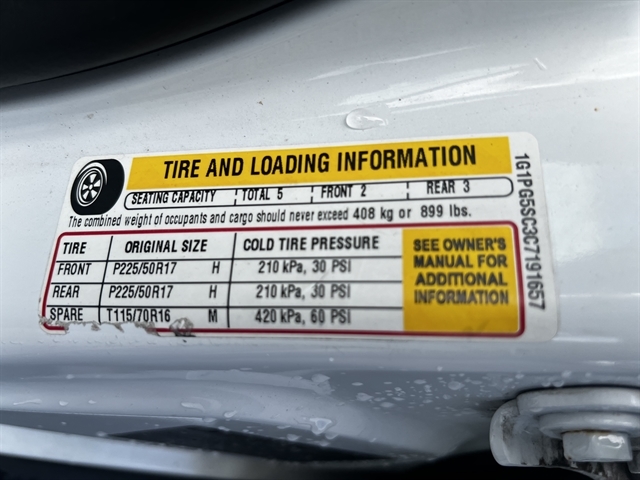 TIRE AND LOADING INFORMATION
SEATING CAPACITY TOTAL 5 FRONT 2 REAR 3
The combined weight of occupants and cargo should never exceed 408 kg or 899 lbs.
TIRE ORIGINAL SIZE COLD TIRE PRESSURE
FRONT P225/50R17 H 210 kPa, 30 PSI
REAR P225/50R17 H 210 kPa, 30 PSI
SPARE T115/70R16 M 420 kPa, 60 PSI
SEE OWNER'S
MANUAL FOR
ADDITIONAL
INFORMATION
1G1PG5SC3C7191657